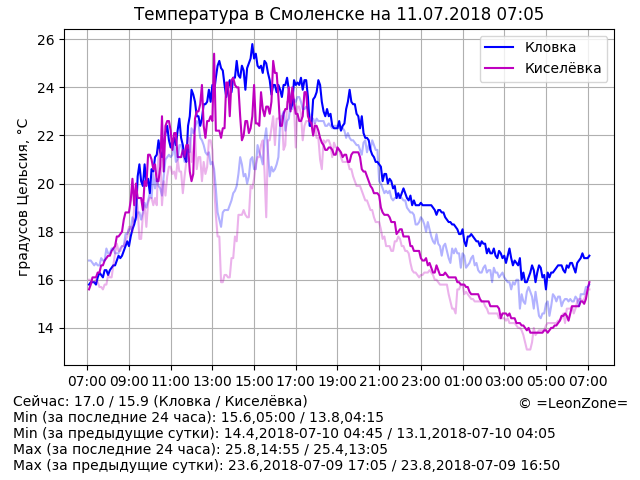 Температура в Смоленске на 11.07.2018 07:05
26
24
22
20
18
16
14
градусов Цельсия, °C
Кловка
Киселёвка
07:00 09:00 11:00 13:00 15:00 17:00 19:00 21:00 23:00 01:00 03:00 05:00 07:00
Сейчас: 17.0 / 15.9 (Кловка / Киселёвка)
© =LeonZone=
Min (за последние 24 часа): 15.6,05:00 / 13.8,04:15
Min (за предыдущие сутки): 14.4,2018-07-10 04:45 / 13.1,2018-07-10 04:05
Max (за последние 24 часа): 25.8,14:55 / 25.4,13:05
Max (за предыдущие сутки): 23.6,2018-07-09 17:05 / 23.8,2018-07-09 16:50